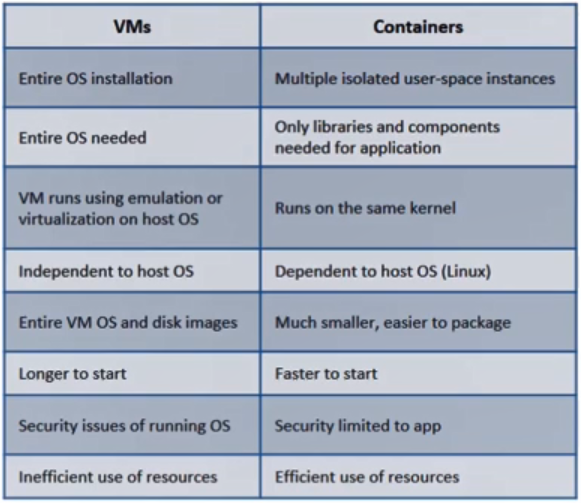 VMs
Containers
Entire OS installation
Multiple isolated user-space instances
Entire OS needed
Only libraries and components
needed for application
VM runs using emulation or
virtualization on host OS
Runs on the same kernel
Independent to host OS
Dependent to host OS (Linux)
Entire VM OS and disk images
Much smaller, easier to package
Longer to start
Faster to start
Security issues of running OS
Security limited to app
Inefficient use of resources
Efficient use of resources